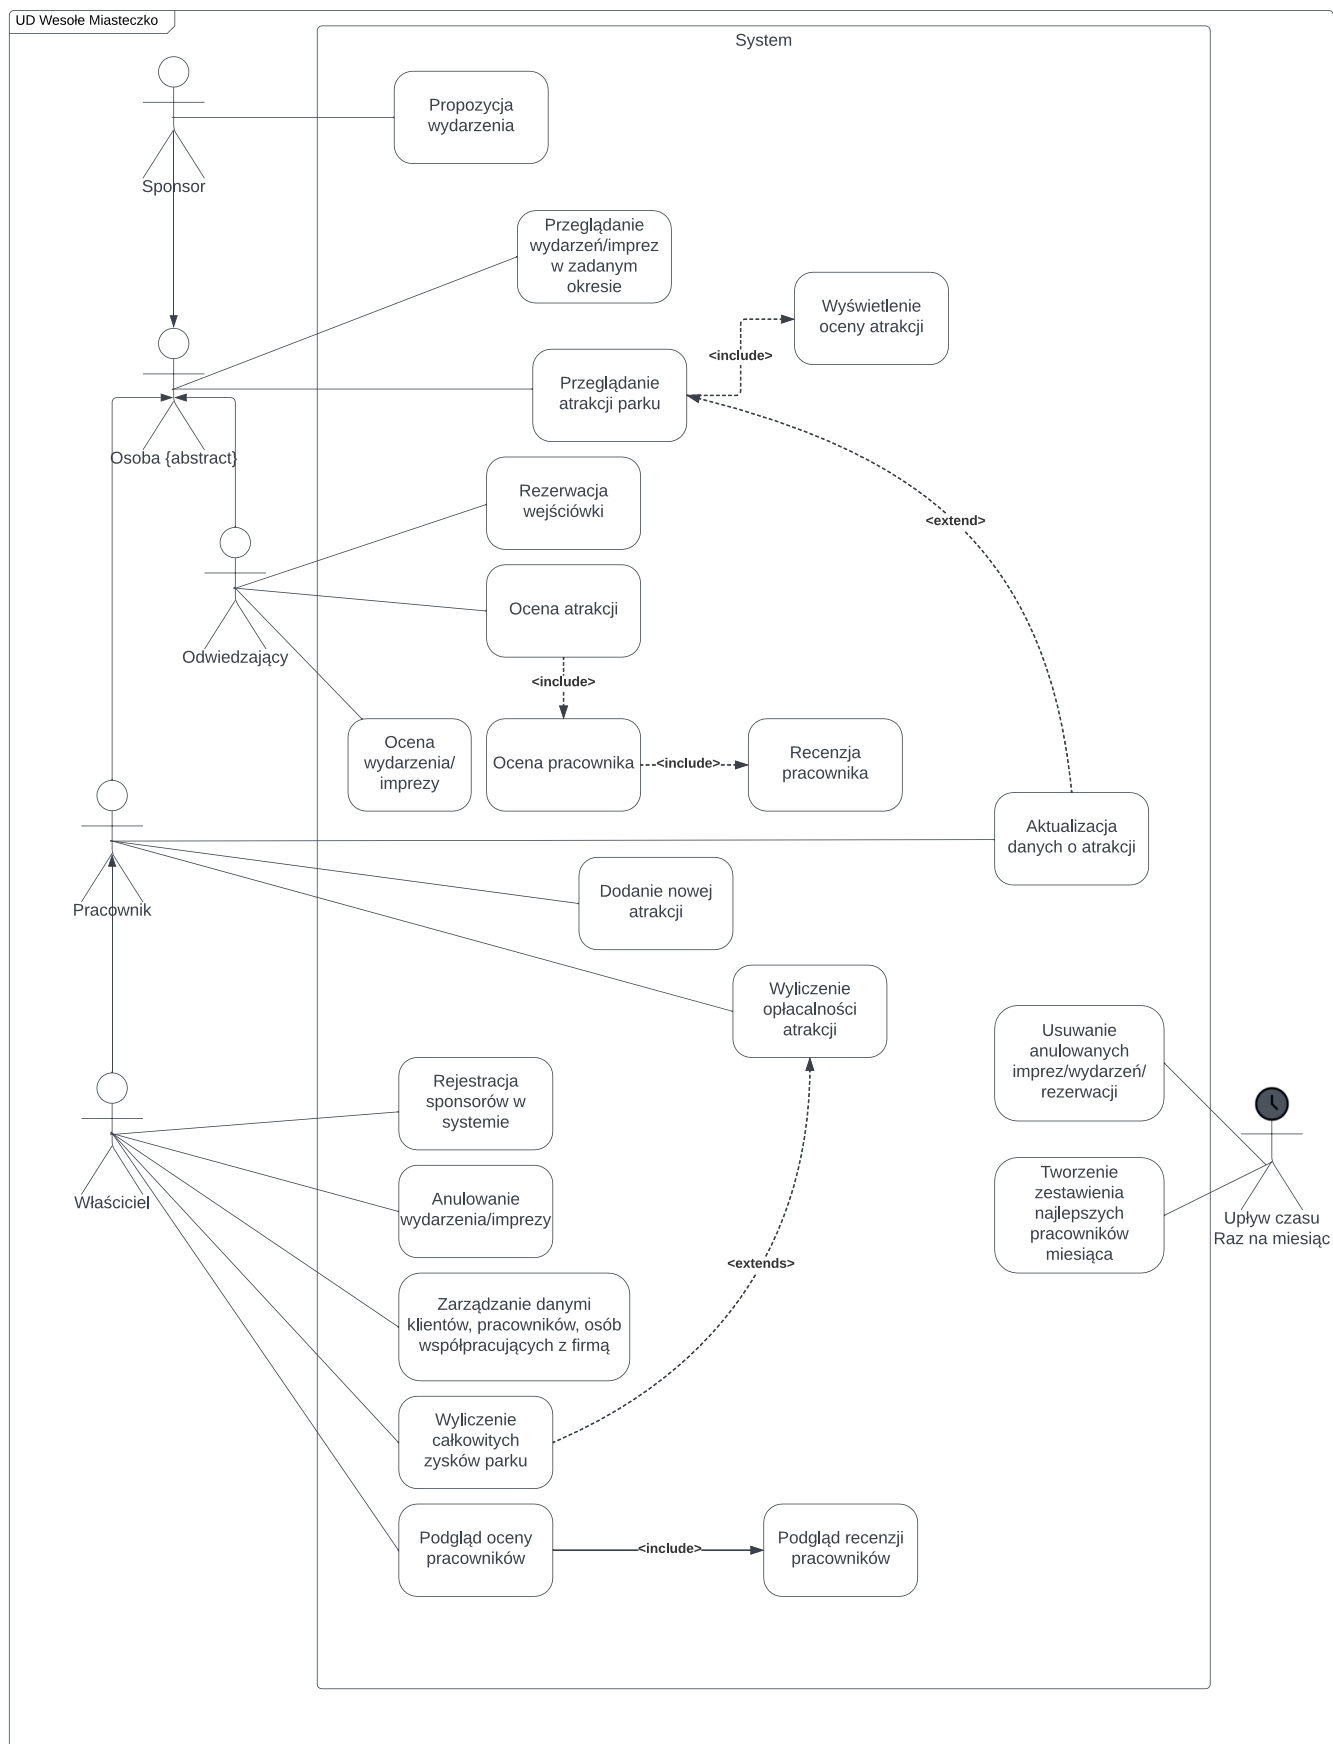 UD Wesołe Miasteczko
System
Propozycja
wydarzenia
Sponsor
Przeglądanie
wydarzeń/imprez
w zadanym
okresie
Wyświetlenie
oceny atrakcji
<include>
Przeglądanie
atrakcji parku
Osoba {abstract}
Rezerwacja
wejściówki
<extend>
Ocena atrakcji
Odwiedzający
<include>
Ocena
wydarzenia/
imprezy
Ocena pracownika
<include>
Recenzja
pracownika
Aktualizacja
danych o atrakcji
Pracownik
Dodanie nowej
atrakcji
Wyliczenie
opłacalności
atrakcji
Usuwanie
anulowanych
imprez/wydarzeń/
rezerwacji
Rejestracja
sponsorów w
systemie
Właściciel
Anulowanie
wydarzenia/imprezy
Tworzenie
zestawienia
najlepszych
pracowników
miesiąca
Upływ czasu
Raz na miesiąc
<extends>
Zarządzanie danymi
klientów, pracowników, osób
współpracujących z firmą
Wyliczenie
całkowitych
zysków parku
Podgląd oceny
pracowników
<include>
Podgląd recenzji
pracowników